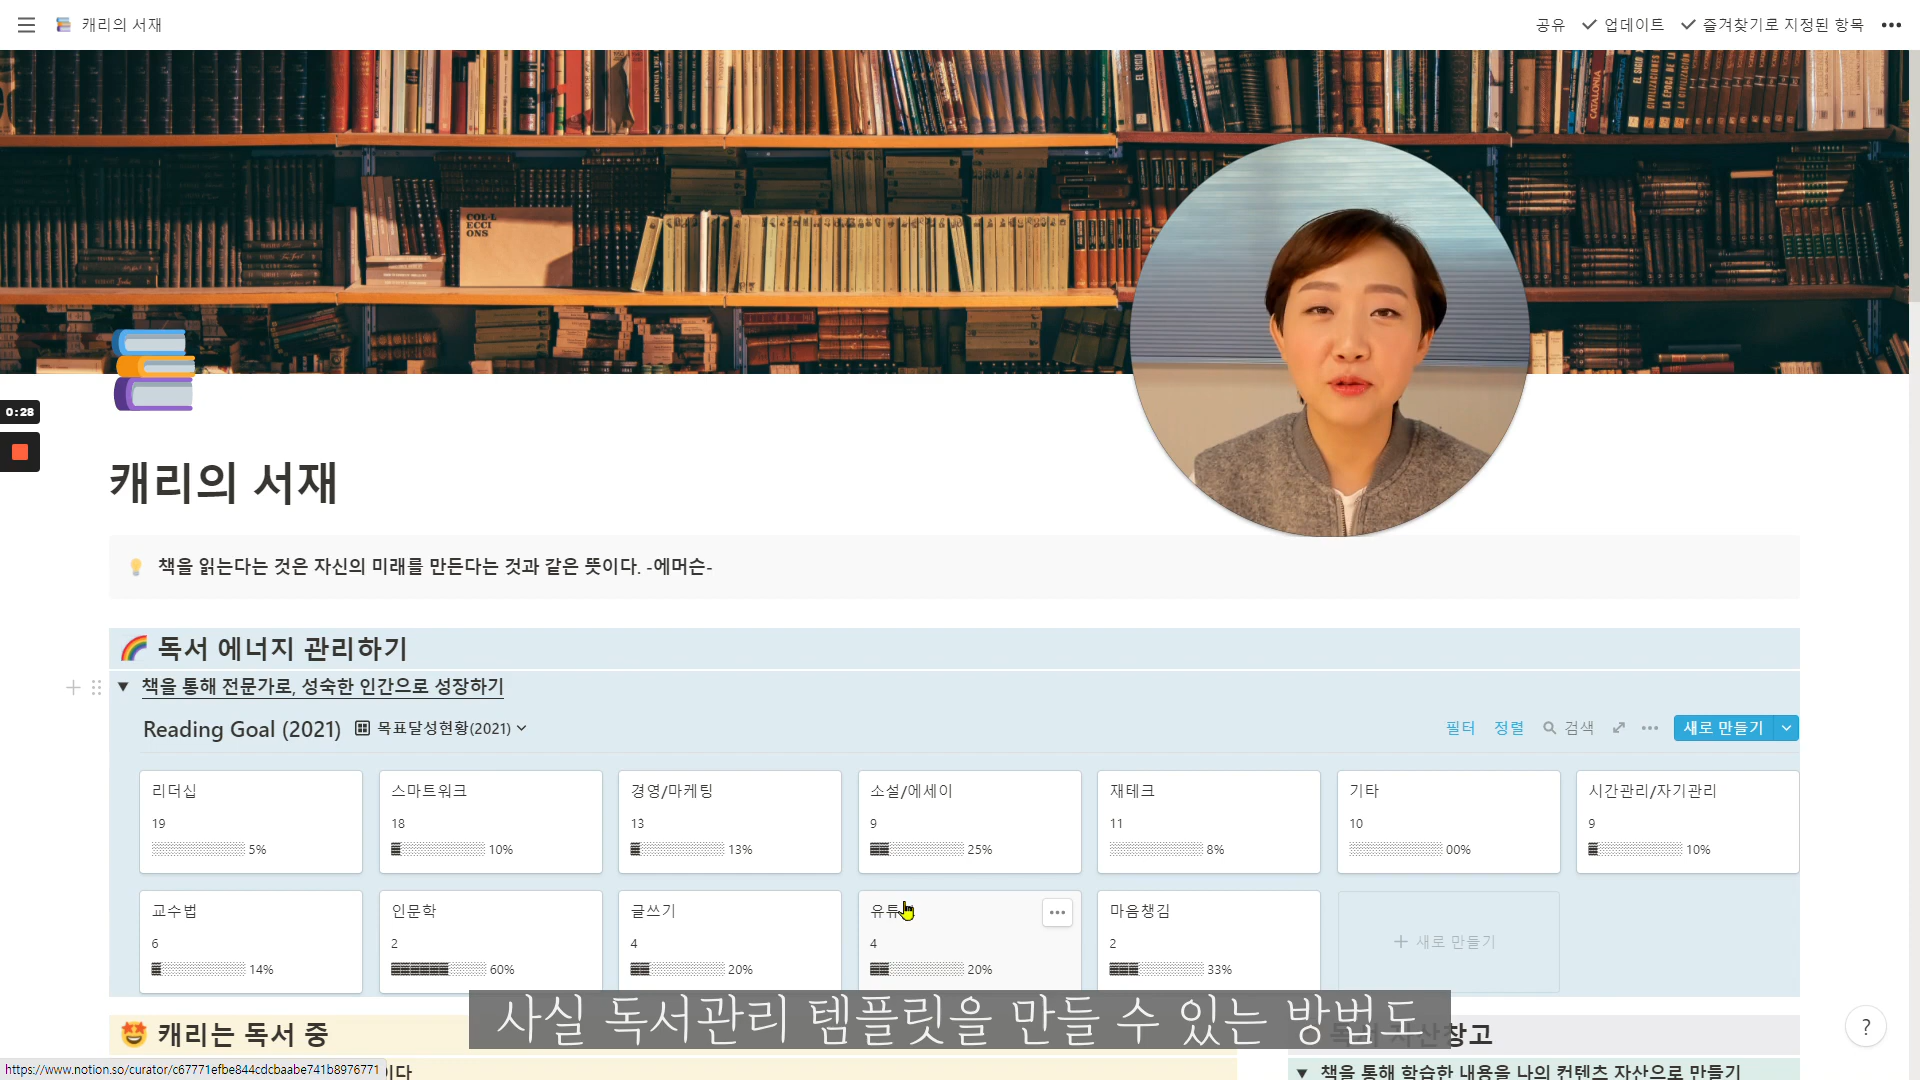 캐리의 서재
공유 업데이트 즐겨찾기로 지정된 항목
COL·L
ECCI
ONS
EL SIGLO
CATALONIA
0:28
캐리의 서재
책을 읽는다는 것은 자신의 미래를 만든다는 것과 같은 뜻이다. -에머슨-
독서 에너지 관리하기
책을 통해 전문가로, 성숙한 인간으로 성장하기
Reading Goal (2021) 목표달성현황(2021)
필터 정렬 검색 새로 만들기
리더십 스마트워크 경영/마케팅 소설/에세이 재테크 기타 시간관리/자기관리
19 18 13 9 11 10 9
5% 10% 13% 25% 8% 00% 10%
교수법 인문학 글쓰기 유튜 마음챙김
6 2 4 4 2
새로 만들기
14% 60% 20% 20% 33%
사실 독서관리 템플릿을 만들 수 있는 방법도
캐리는 독서 중
창고
?
https://www.notion.so/curator/c67771efbe844cdcbaabe741b8976771
이다
책을 통해 학습한 내용을 나의 컨텐츠 자산으로 만들기